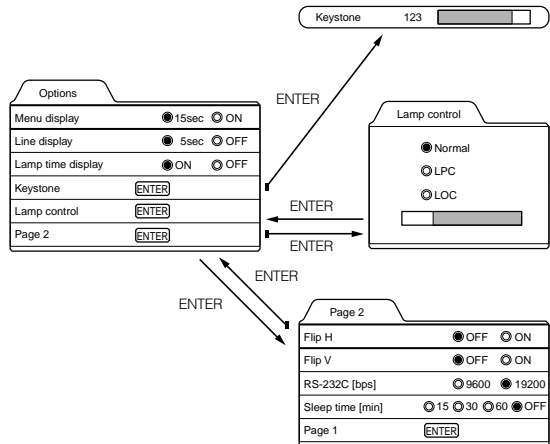 Keystone 123
ENTER
Options
Menu display 15sec ON
Line display 5sec OFF
Lamp time display ON OFF
Keystone ENTER
Lamp control ENTER
Page 2 ENTER
Lamp control
Normal
LPC
LOC
ENTER
ENTER
ENTER
ENTER
Page 2
Flip H OFF ON
Flip V OFF ON
RS-232C [bps] 9600 19200
Sleep time [min] 15 30 60 OFF
Page 1 ENTER